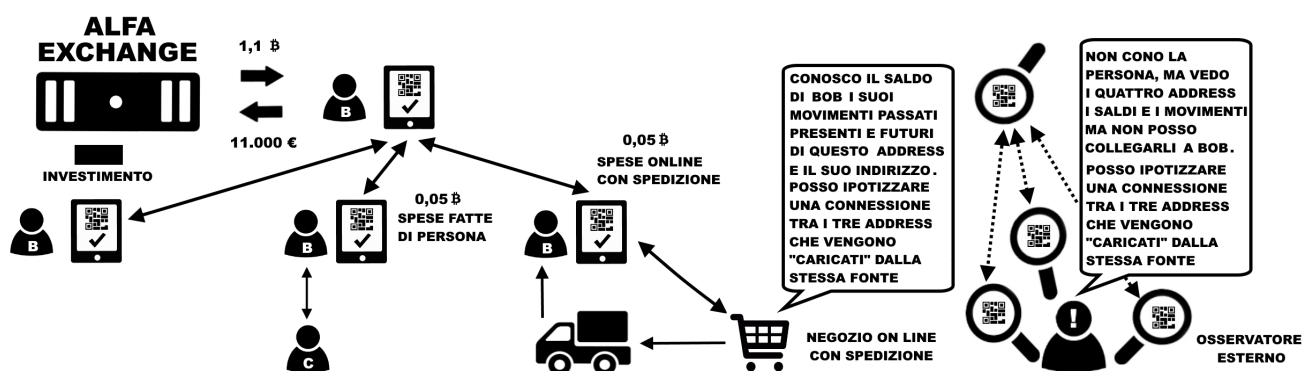 ALFA
EXCHANGE
1,1 ₿
11.000 €
INVESTIMENTO
B
B
0,05 ₿
SPESE FATTE
DI PERSONA
B
C
0,05 ₿
SPESE ONLINE
CON SPEDIZIONE
B
CONOSCO IL SALDO
DI BOB I SUOI
MOVIMENTI PASSATI
PRESENTI E FUTURI
DI QUESTO ADDRESS
E IL SUO INDIRIZZO.
POSSO IPOTIZZARE
UNA CONNESSIONE
TRA I TRE ADDRESS
CHE VENGONO
"CARICATI" DALLA
STESSA FONTE
NEGOZIO ON LINE
CON SPEDIZIONE
NON CONO LA
PERSONA, MA VEDO
I QUATTRO ADDRESS
I SALDI E I MOVIMENTI
MA NON POSSO
COLLEGARLI A BOB.
POSSO IPOTIZZARE
UNA CONNESSIONE
TRA I TRE ADDRESS
CHE VENGONO
"CARICATI" DALLA
STESSA FONTE
!
OSSERVATORE
ESTERNO